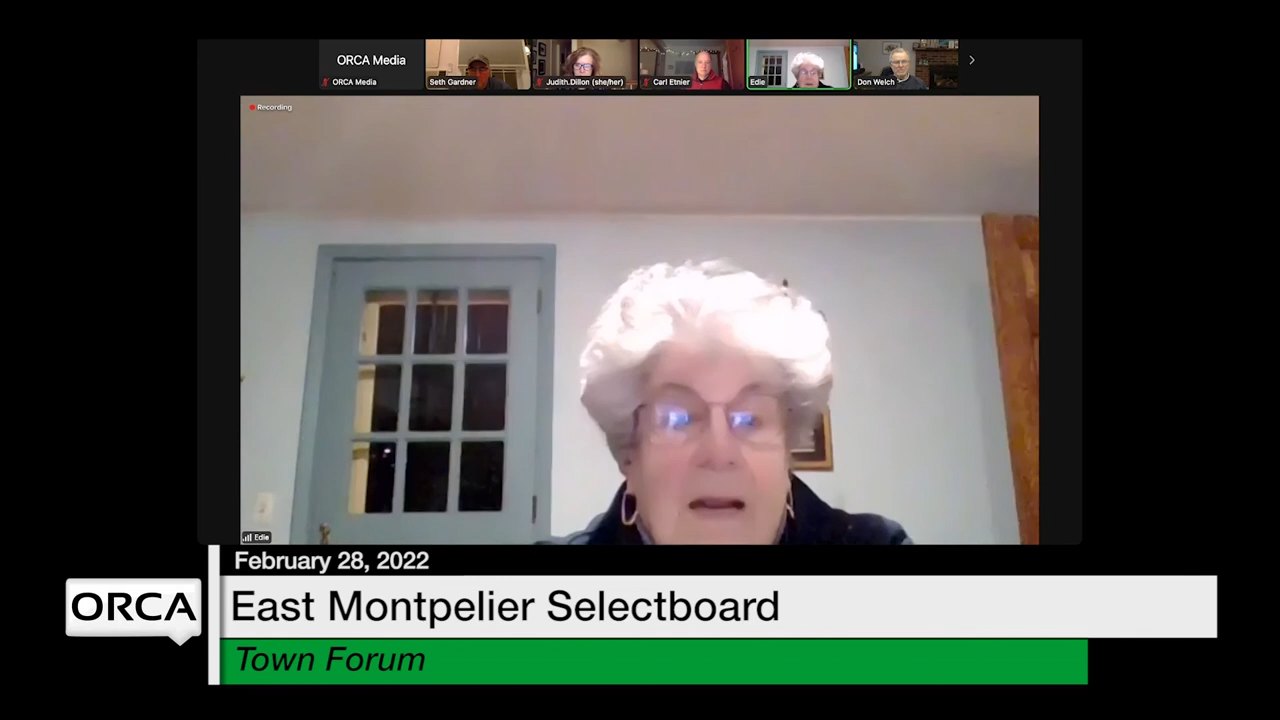 ORCA Media
ORCA Media
Seth Gardner
Judith.Dillon (she/her)
Carl Etnier
Edie
Don Welch
Recording
Edie
February 28, 2022
ORCA
East Montpelier Selectboard
Town Forum